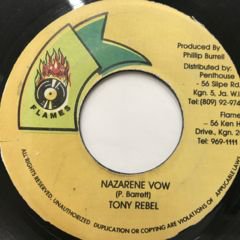 FLAMES
Produced By
Phillip Burrell
Distributed by:
Penthouse
56 Slipe Rd.
Kgn. 5, Ja. W.I
Tel: (809) 92-974
Flame
56 Ken H
Drive, Kgn. 2
Tel: 969-1111
NAZARENE VOW
(P. Barrett)
TONY REBEL
ALL RIGHTS RESERVED. UNAUTHORIZED DUPLICATION OR COPYING ARE VIOLATIONS OF APPLICABLE LAWS